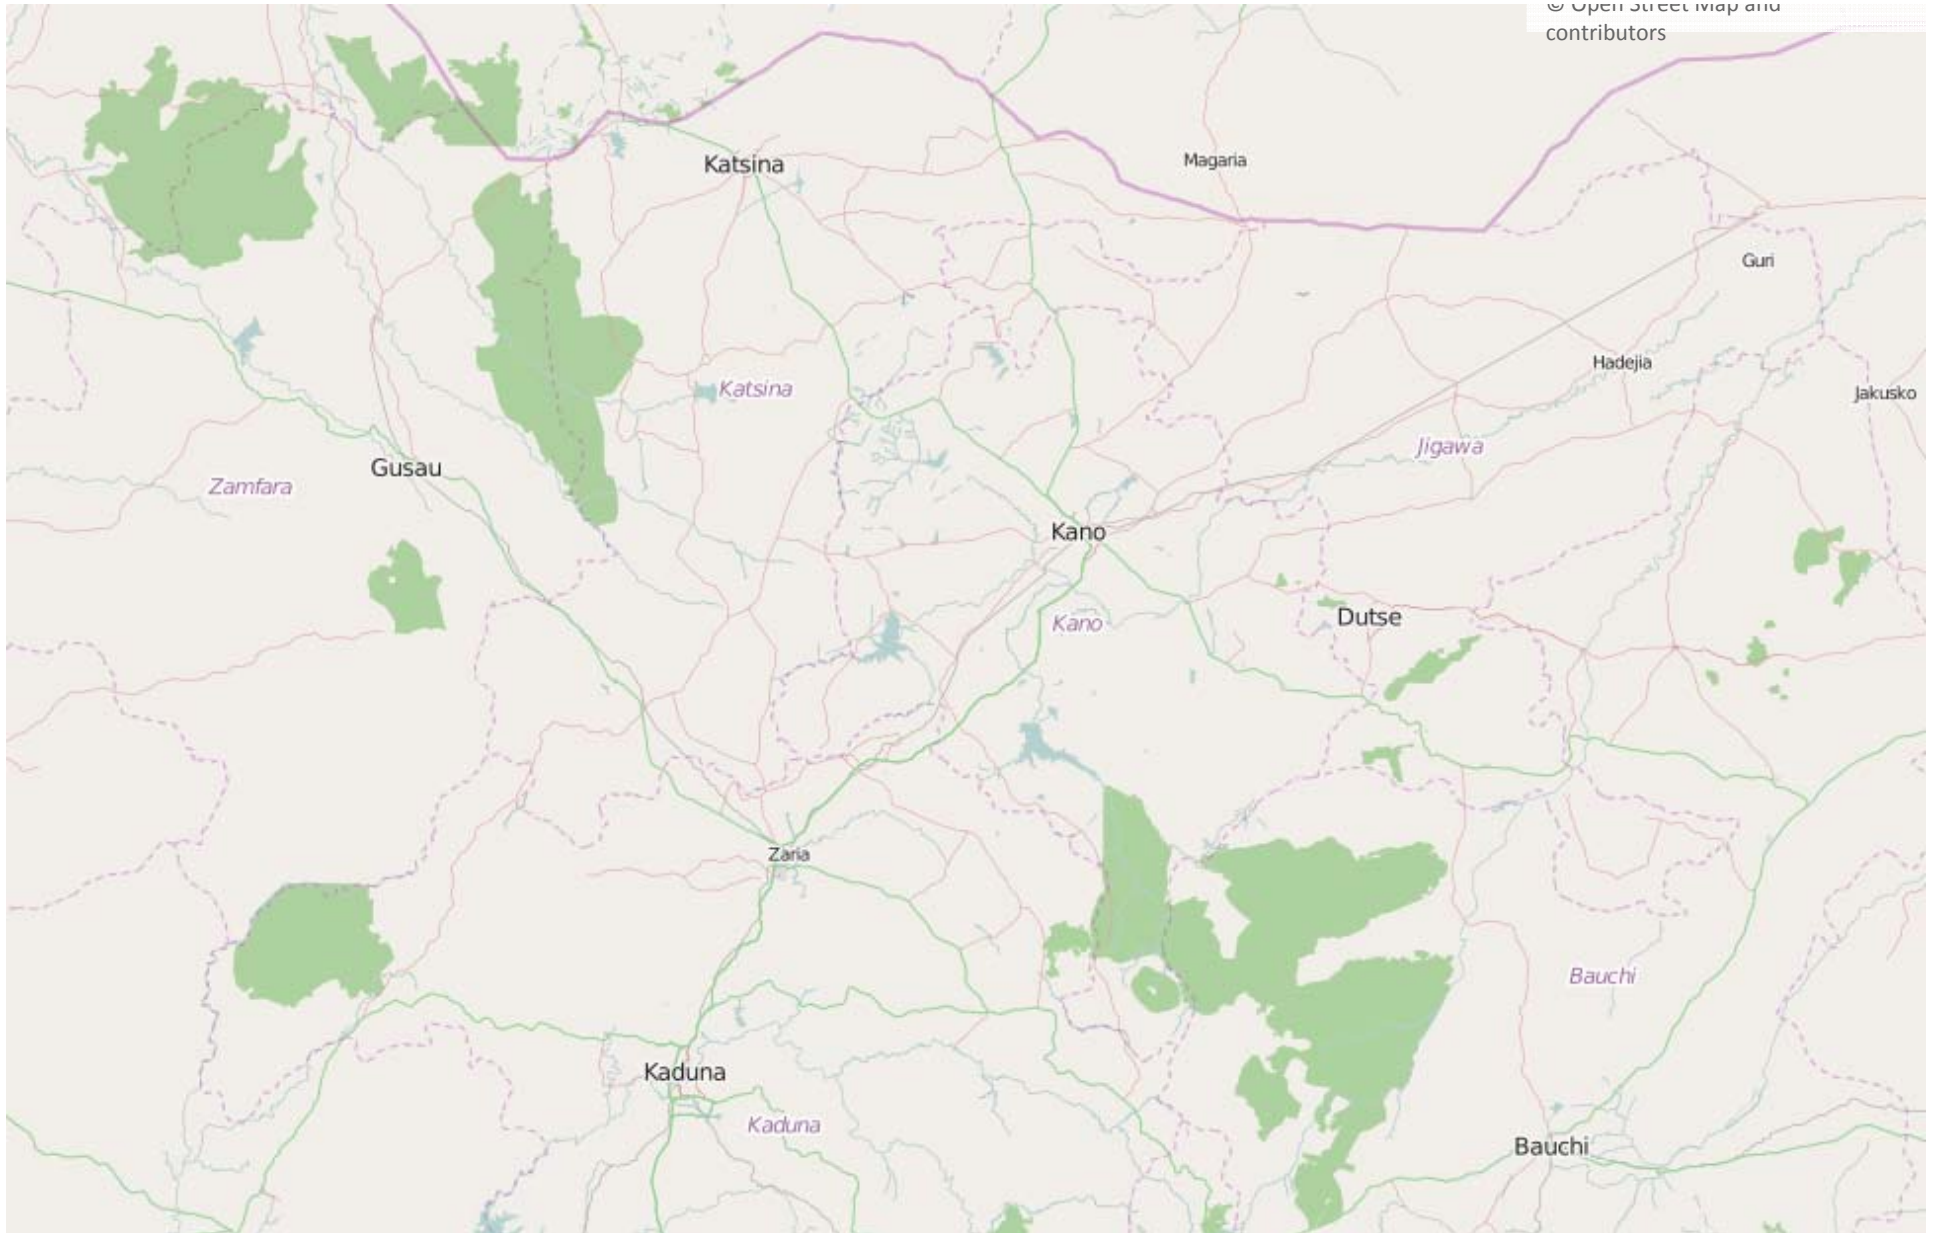 © Open Street Map and
contributors
Katsina
Magaria
Guri
Hadejia
Katsina
Jakusko
Jigawa
Gusau
Zamfara
Kano
Dutse
Kano
Zaria
Bauchi
Kaduna
Kaduna
Bauchi